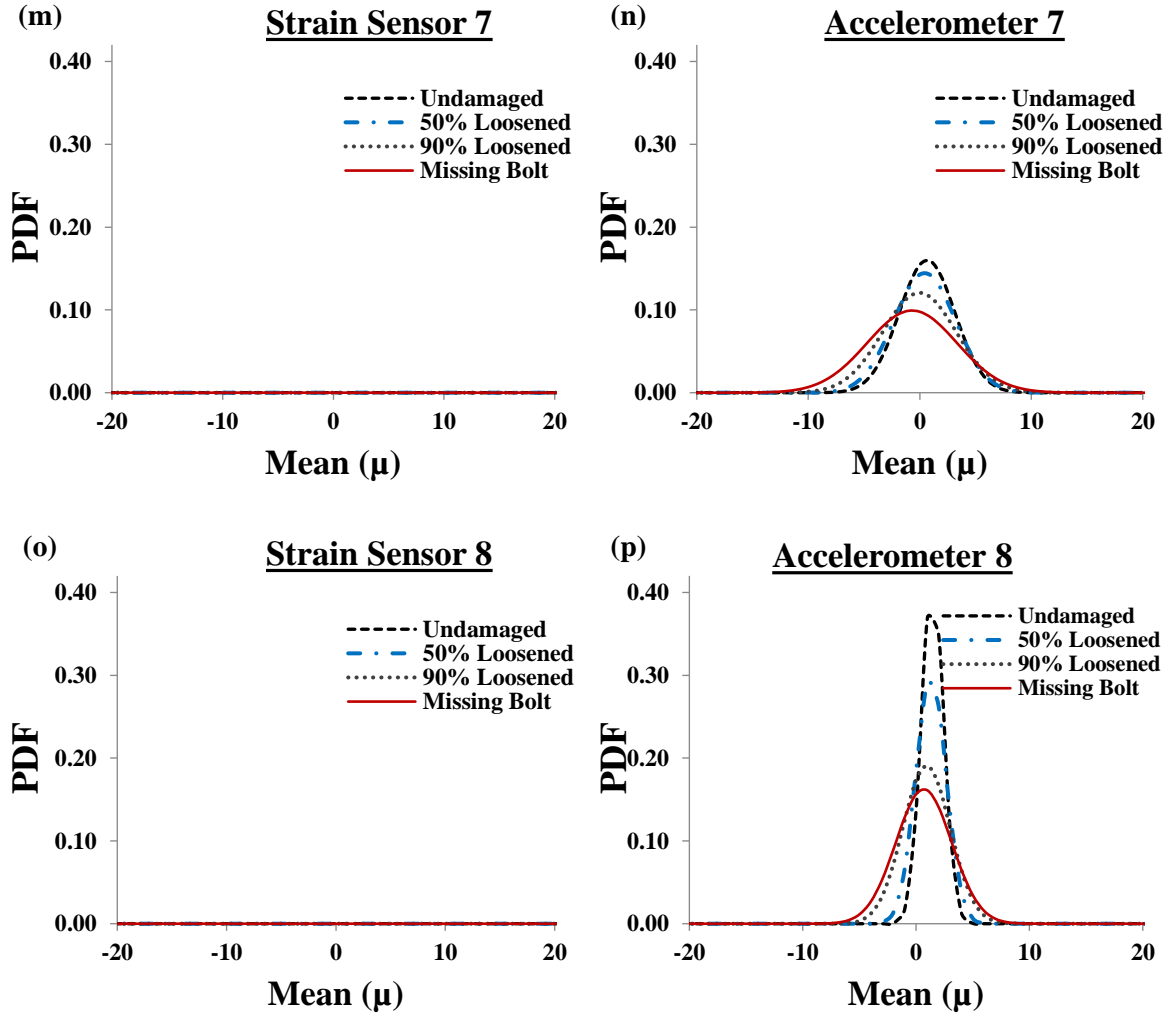 (m)
Strain Sensor 7
0.40
0.30
0.20
0.10
0.00
PDF
Undamaged
50% Loosened
90% Loosened
Missing Bolt
-20
-10
0
10
20
Mean (μ)
(n)
Accelerometer 7
0.40
0.30
0.20
0.10
0.00
PDF
Undamaged
50% Loosened
90% Loosened
Missing Bolt
-20
-10
0
10
20
Mean (μ)
(o)
Strain Sensor 8
0.40
0.30
0.20
0.10
0.00
PDF
Undamaged
50% Loosened
90% Loosened
Missing Bolt
-20
-10
0
10
20
Mean (μ)
(p)
Accelerometer 8
0.40
0.30
0.20
0.10
0.00
PDF
Undamaged
50% Loosened
90% Loosened
Missing Bolt
-20
-10
0
10
20
Mean (μ)